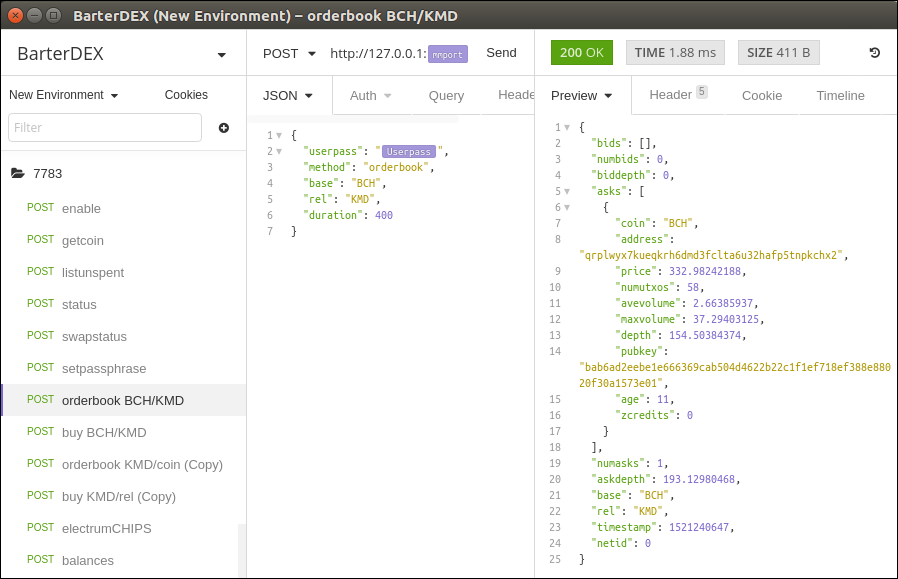 BarterDEX (New Environment) – orderbook BCH/KMD
BarterDEX
New Environment
Cookies
Filter
7783
POST enable
POST getcoin
POST listunspent
POST status
POST swapstatus
POST setpassphrase
POST orderbook BCH/KMD
POST buy BCH/KMD
POST orderbook KMD/coin (Copy)
POST buy KMD/rel (Copy)
POST electrumCHIPS
POST balances
POST http://127.0.0.1: mmport Send
JSON Auth Query Heade
1 {
2 "userpass": " Userpass ",
3 "method": "orderbook",
4 "base": "BCH",
5 "rel": "KMD",
6 "duration": 400
7 }
200 OK TIME 1.88 ms SIZE 411 B
Preview Header 5 Cookie Timeline
1 {
2 "bids": [],
3 "numbids": 0,
4 "biddepth": 0,
5 "asks": [
6 {
7 "coin": "BCH",
8 "address":
"qrplwyx7kueqkrh6dmd3fclta6u32hafp5tnpkchx2",
9 "price": 332.98242188,
10 "numutxos": 58,
11 "avevolume": 2.66385937,
12 "maxvolume": 37.29403125,
13 "depth": 154.50384374,
14 "pubkey":
"bab6ad2eebe1e666369cab504d4622b22c1f1ef718ef388e880
20f30a1573e01",
15 "age": 11,
16 "zcredits": 0
17 }
18 ],
19 "numasks": 1,
20 "askdepth": 193.12980468,
21 "base": "BCH",
22 "rel": "KMD",
23 "timestamp": 1521240647,
24 "netid": 0
25 }